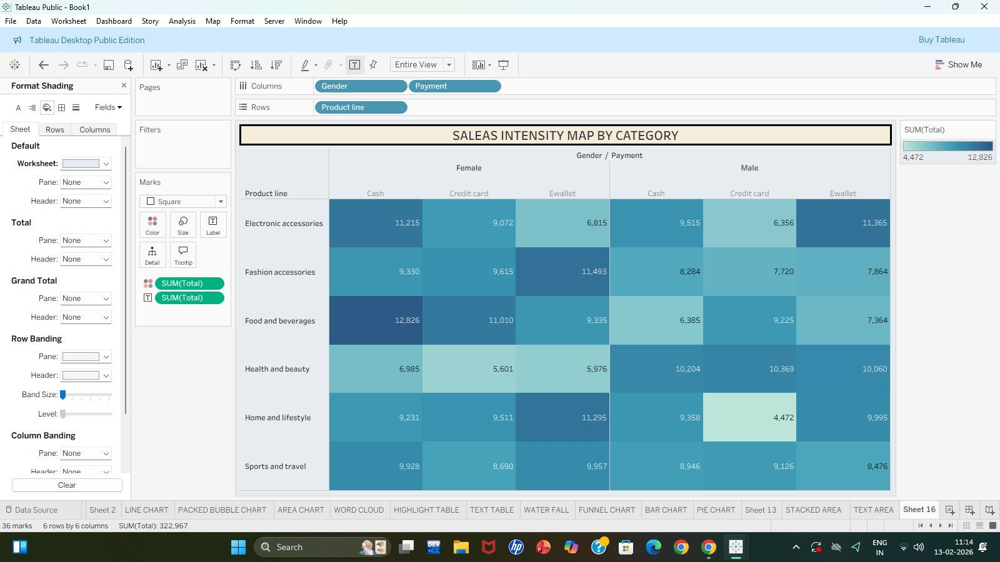 Tableau Public - Book1
File Data Worksheet Dashboard Story Analysis Map Format Server Window Help
Tableau Desktop Public Edition Buy Tableau
Entire View Show Me
Format Shading
Fields
Sheet Rows Columns
Default
Worksheet:
Pane: None
Header: None
Total
Pane: None
Header: None
Grand Total
Pane: None
Header: None
Row Banding
Pane:
Header:
Band Size:
Level:
Column Banding
Pane: None
Header: None
Clear
Pages
Filters
Marks
Square
Color Size Label
Detail Tooltip
SUM(Total)
SUM(Total)
Columns Gender Payment
Rows Product line
SALEAS INTENSITY MAP BY CATEGORY
Gender / Payment
Female Male
Product line Cash Credit card Ewallet Cash Credit card Ewallet
Electronic accessories 11,215 9,072 6,815 9,515 6,356 11,365
Fashion accessories 9,330 9,615 11,493 8,284 7,720 7,864
Food and beverages 12,826 11,010 9,335 6,385 9,225 7,364
Health and beauty 6,985 5,601 5,976 10,204 10,369 10,060
Home and lifestyle 9,231 9,511 11,295 9,358 4,472 9,995
Sports and travel 9,928 8,690 9,957 8,946 9,126 8,476
SUM(Total)
4,472 12,826
Data Source Sheet 2 LINE CHART PACKED BUBBLE CHART AREA CHART WORD CLOUD HIGHLIGHT TABLE TEXT TABLE WATER FALL FUNNEL CHART BAR CHART PIE CHART Sheet 13 STACKED AREA TEXT AREA Sheet 16
36 marks 6 rows by 6 columns SUM(Total): 322,967
Search
DEV
hp
ENG
IN
11:14
13-02-2026